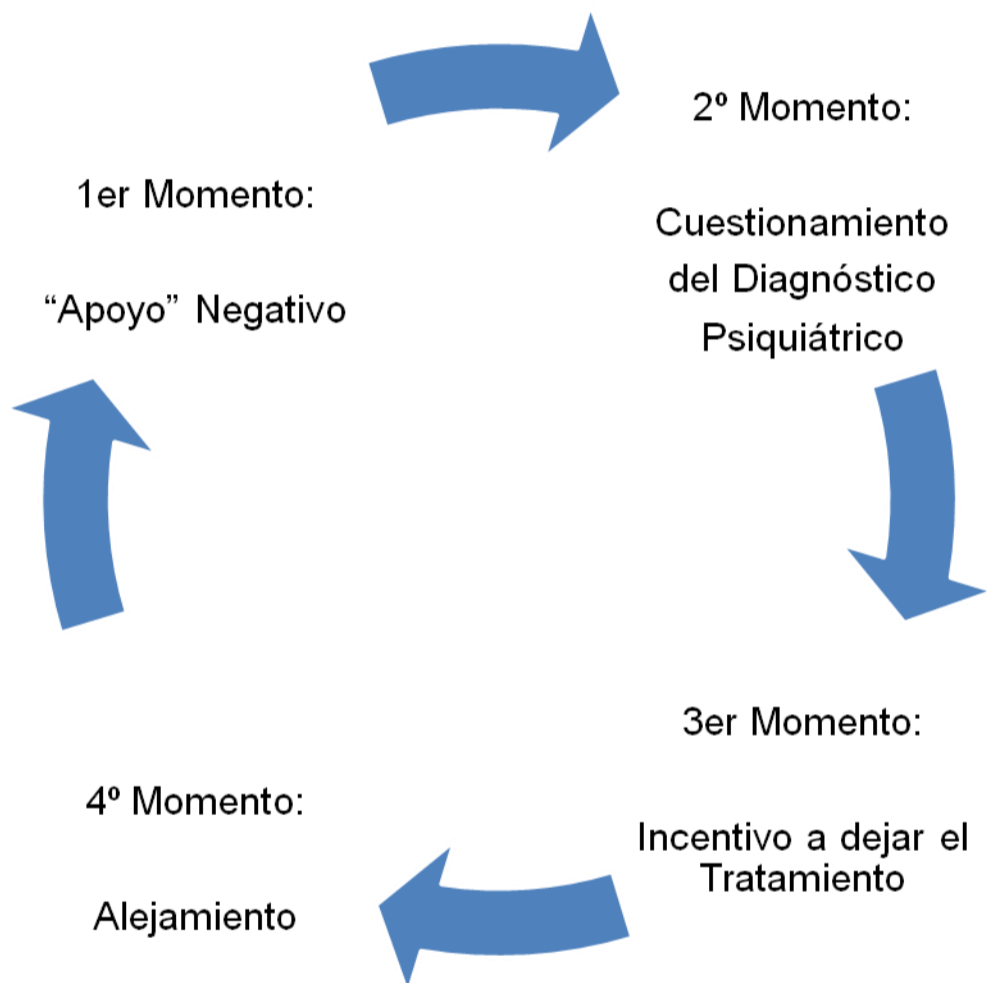 1er Momento:
“Apoyo” Negativo
2º Momento:
Cuestionamiento
del Diagnóstico
Psiquiátrico
3er Momento:
Incentivo a dejar el
Tratamiento
4º Momento:
Alejamiento